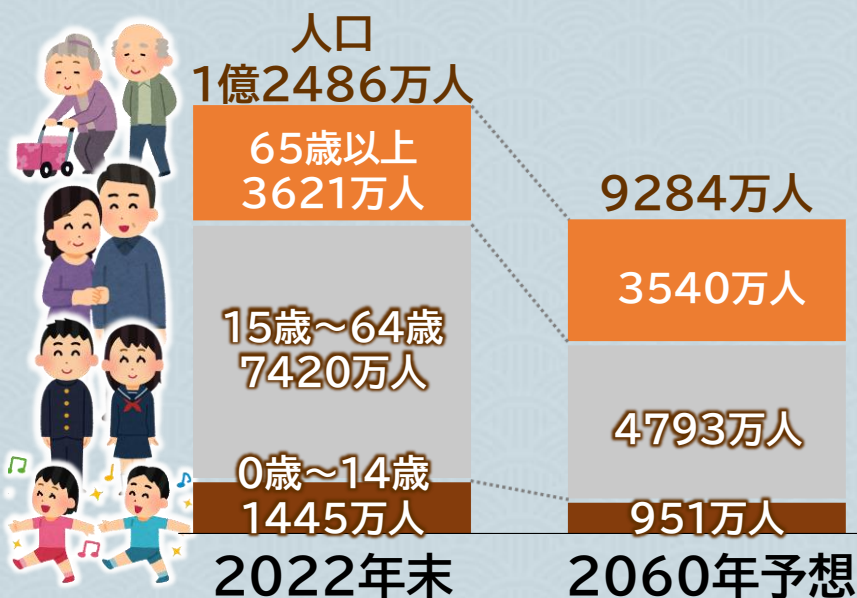 人口
1億2486万人
65歳以上
3621万人
15歳～64歳
7420万人
0歳～14歳
1445万人
2022年末
9284万人
3540万人
4793万人
951万人
2060年予想